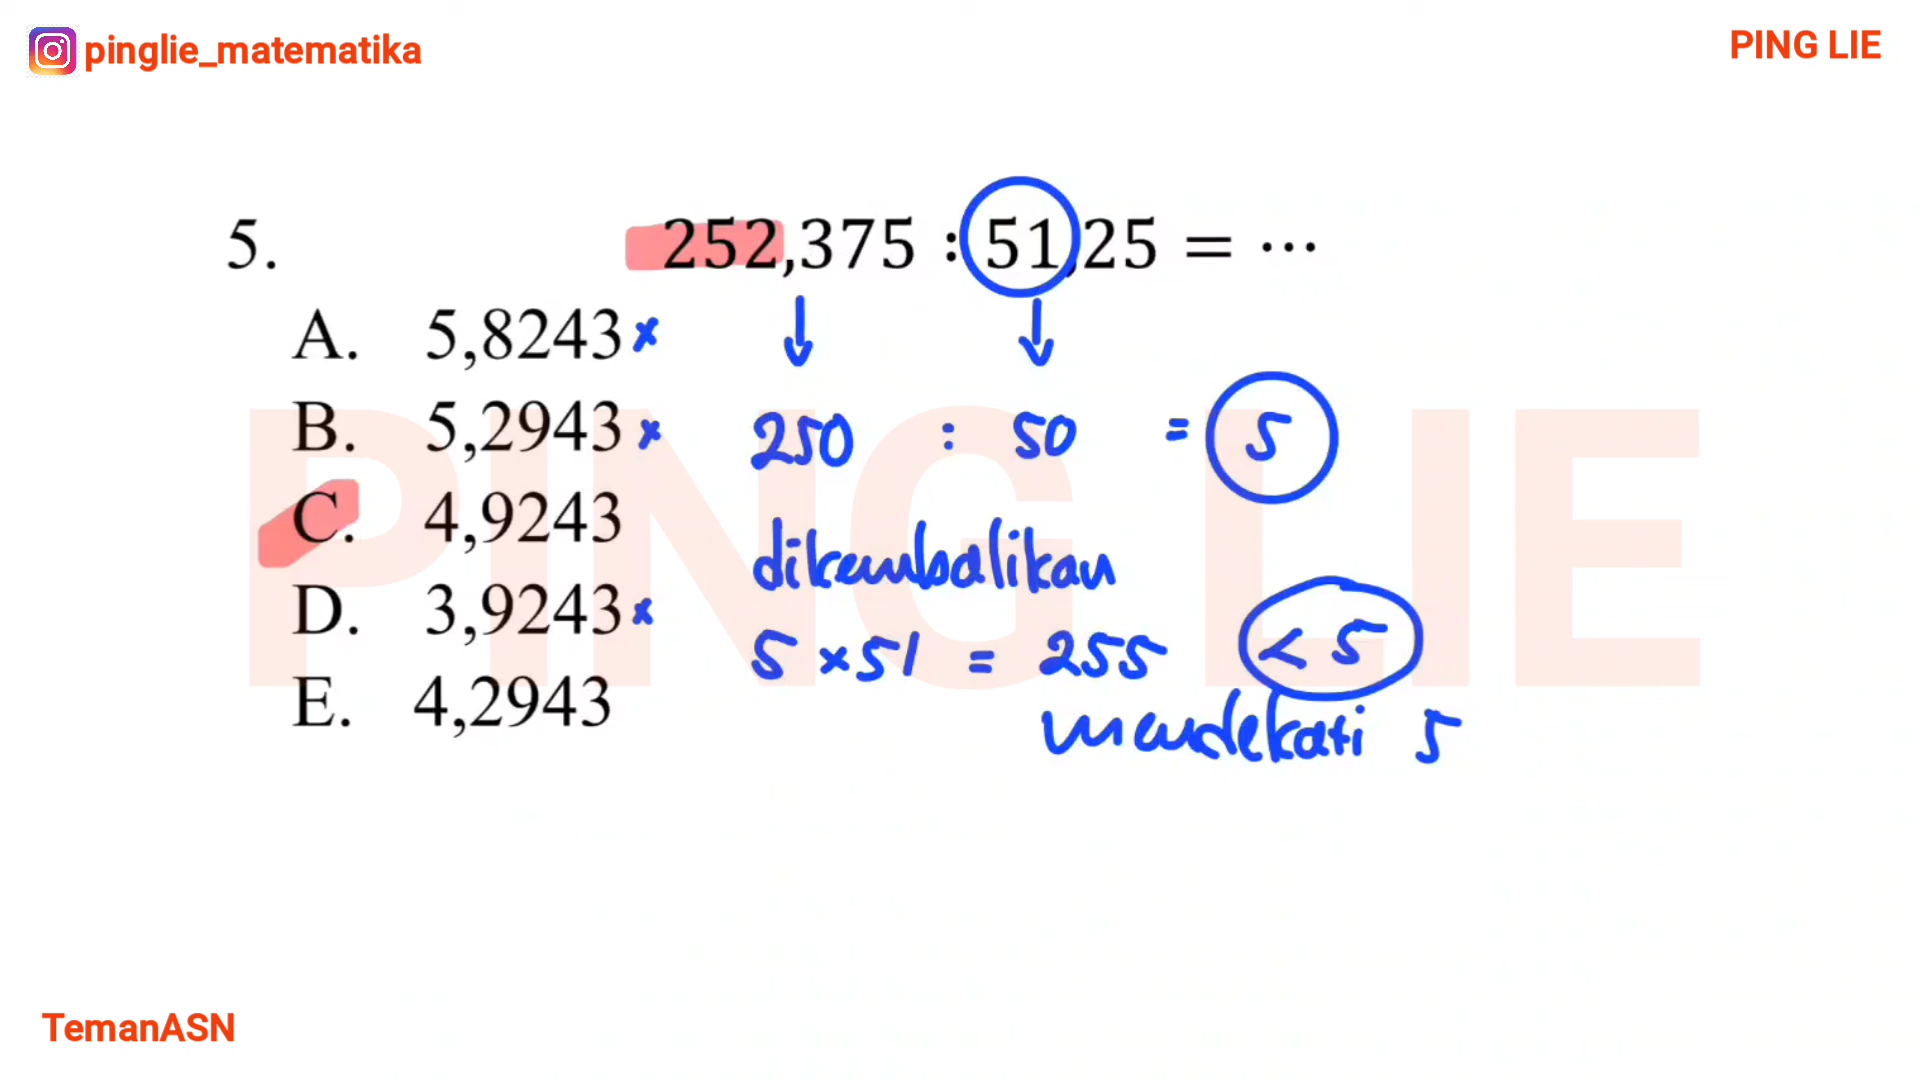 pinglie_matematika
PING LIE
5. 252,375 : 51,25 = ···
A. 5,8243 ×
B. 5,2943 × 250 : 50 = 5
C. 4,9243
dikembalikan
D. 3,9243 ×
5 × 51 = 255 < 5
E. 4,2943
mendekati 5
PING LIE
TemanASN